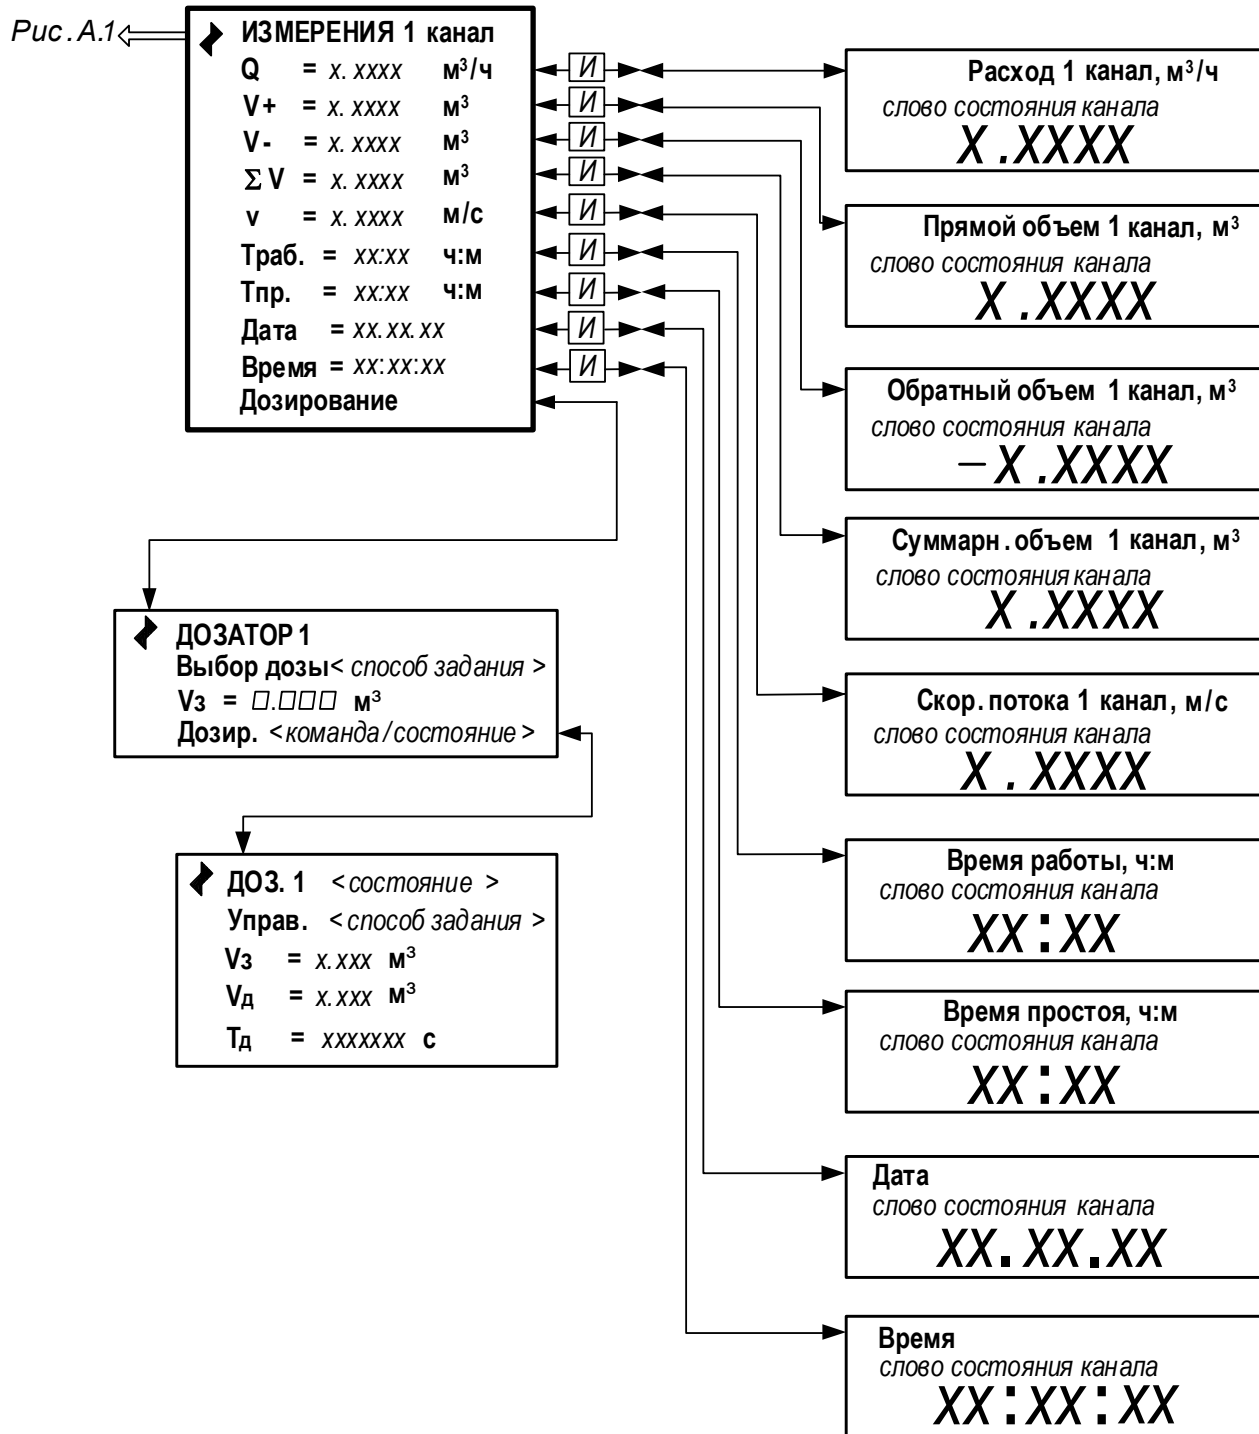 Рис.А.1
ИЗМЕРЕНИЯ 1 канал
Q = x.xxxx м³/ч
V+ = x.xxxx м³
V- = x.xxxx м³
ΣV = x.xxxx м³
v = x.xxxx м/с
Траб. = xx:xx ч:м
Тпр. = xx:xx ч:м
Дата = xx.xx.xx
Время = xx:xx:xx
Дозирование
И
И
И
И
И
И
И
И
И
Расход 1 канал, м³/ч
слово состояния канала
X.XXXX
Прямой объем 1 канал, м³
слово состояния канала
X.XXXX
Обратный объем 1 канал, м³
слово состояния канала
–X.XXXX
Суммарн.объем 1 канал, м³
слово состояния канала
X.XXXX
Скор.потока 1 канал, м/с
слово состояния канала
X.XXXX
Время работы, ч:м
слово состояния канала
XX:XX
Время простоя, ч:м
слово состояния канала
XX:XX
Дата
слово состояния канала
XX.XX.XX
Время
слово состояния канала
XX:XX:XX
ДОЗАТОР 1
Выбор дозы < способ задания >
Vз = □.□□□ м³
Дозир. <команда/состояние>
ДОЗ. 1 <состояние>
Управ. <способ задания>
Vз = x.xxx м³
Vд = x.xxx м³
Тд = xxxxxxx с